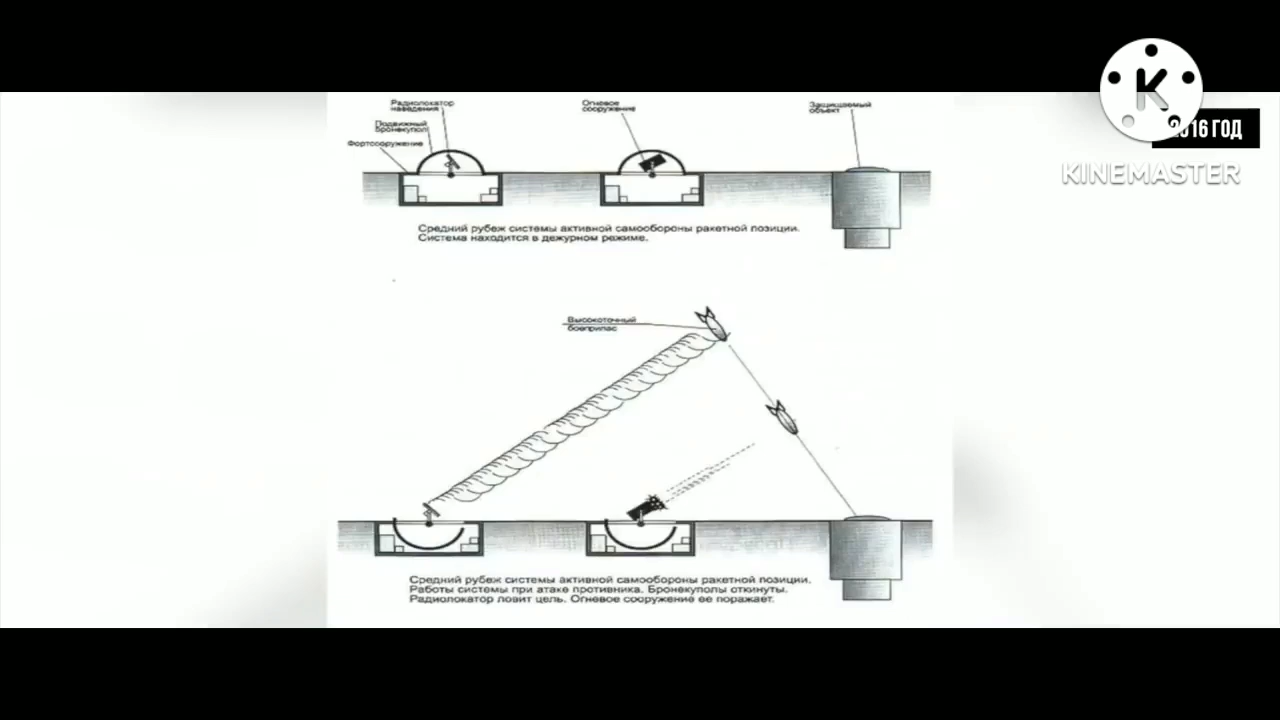 Радиолокатор
наведения
Подвижный
бронекупол
Фортсооружение
Огневое
сооружение
Защищаемый
объект
2016 ГОД
K
KINEMASTER
Средний рубеж системы активной самообороны ракетной позиции.
Система находится в дежурном режиме.
Высокоточный
боеприпас
Средний рубеж системы активной самообороны ракетной позиции.
Работы системы при атаке противника. Бронекуполы откинуты.
Радиолокатор ловит цель. Огневое сооружение ее поражает.